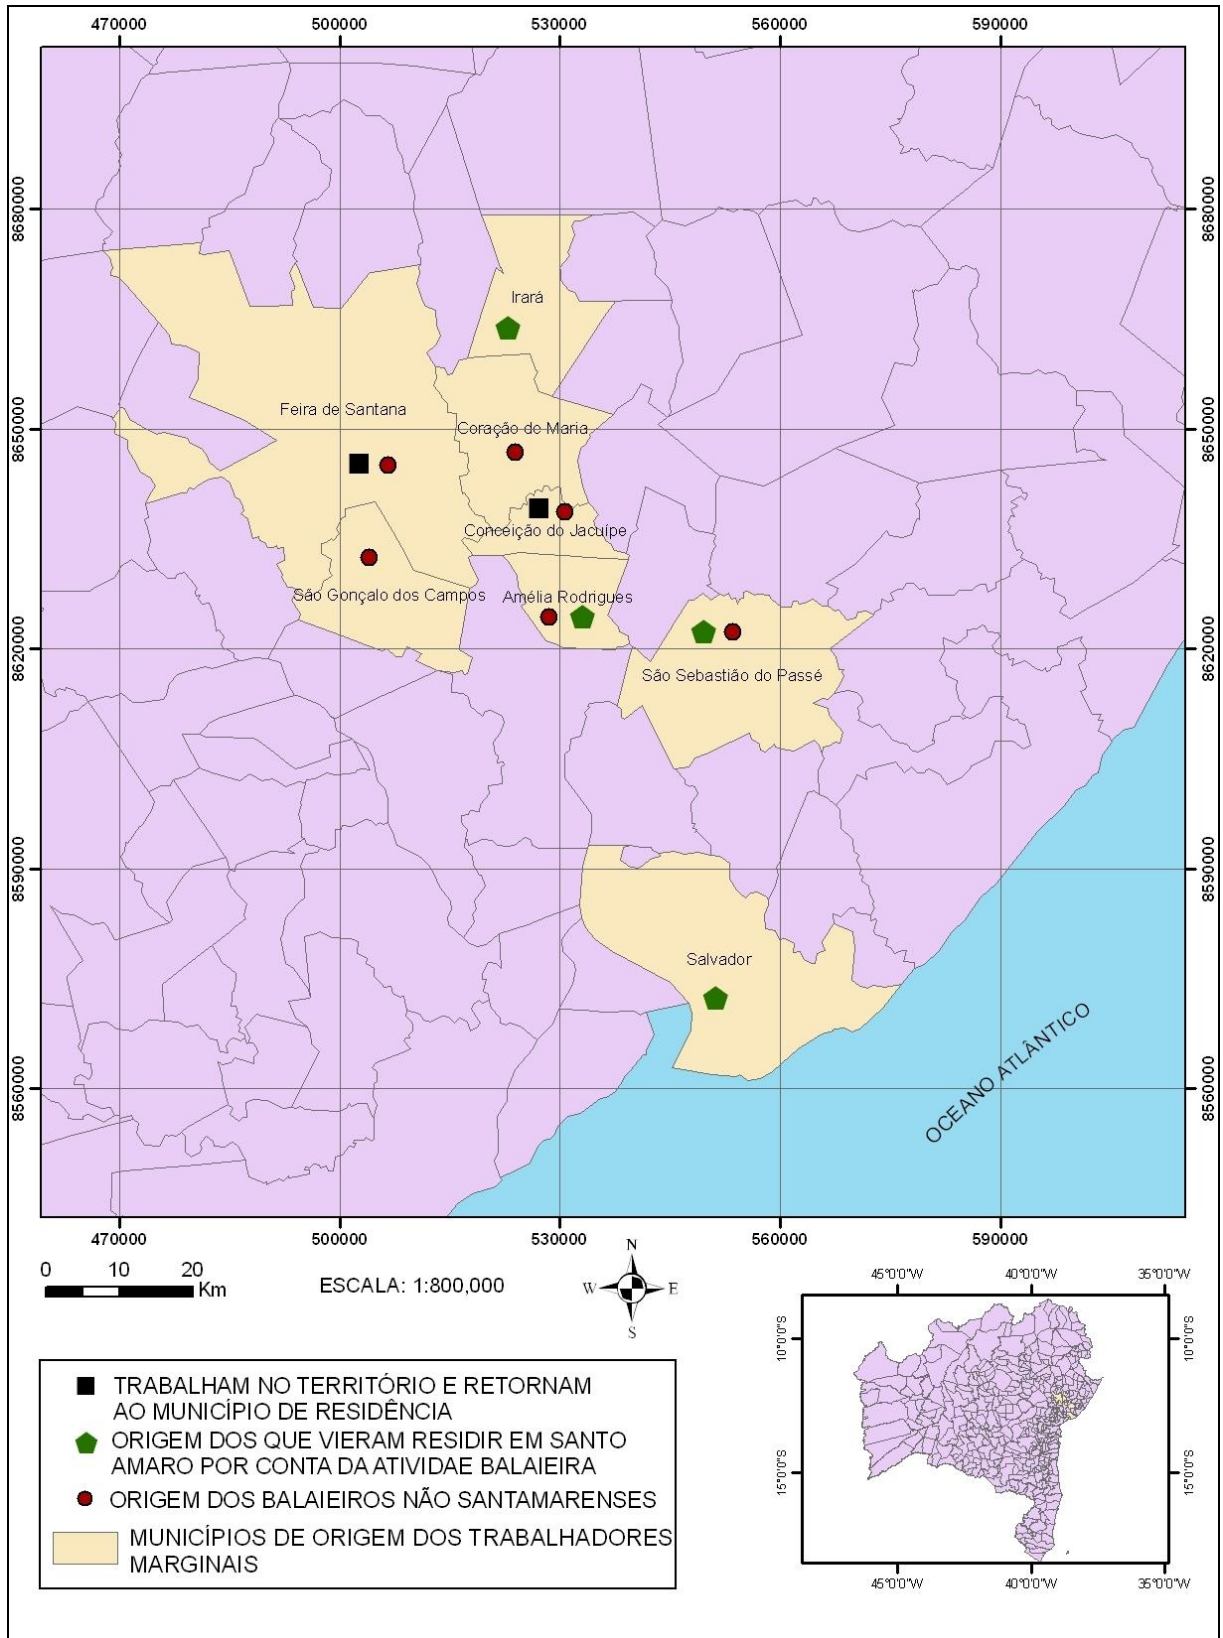 470000 500000 530000 560000 590000
8680000 8680000
Irará
Feira de Santana
Coração de Maria
8650000 8650000
Conceição do Jacuípe
São Gonçalo dos Campos
Amélia Rodrigues
8620000 8620000
São Sebastião do Passé
8590000 8590000
Salvador
OCEANO ATLÂNTICO
8560000 8560000
470000 500000 530000 560000 590000
0 10 20
Km
ESCALA: 1:800,000
N
W E
S
45°0'0"W 40°0'0"W 35°0'0"W
10°0'0"S 10°0'0"S
15°0'0"S 15°0'0"S
45°0'0"W 40°0'0"W 35°0'0"W
TRABALHAM NO TERRITÓRIO E RETORNAM
AO MUNICÍPIO DE RESIDÊNCIA
ORIGEM DOS QUE VIERAM RESIDIR EM SANTO
AMARO POR CONTA DA ATIVIDAE BALAIEIRA
ORIGEM DOS BALAIEIROS NÃO SANTAMARENSES
MUNICÍPIOS DE ORIGEM DOS TRABALHADORES
MARGINAIS